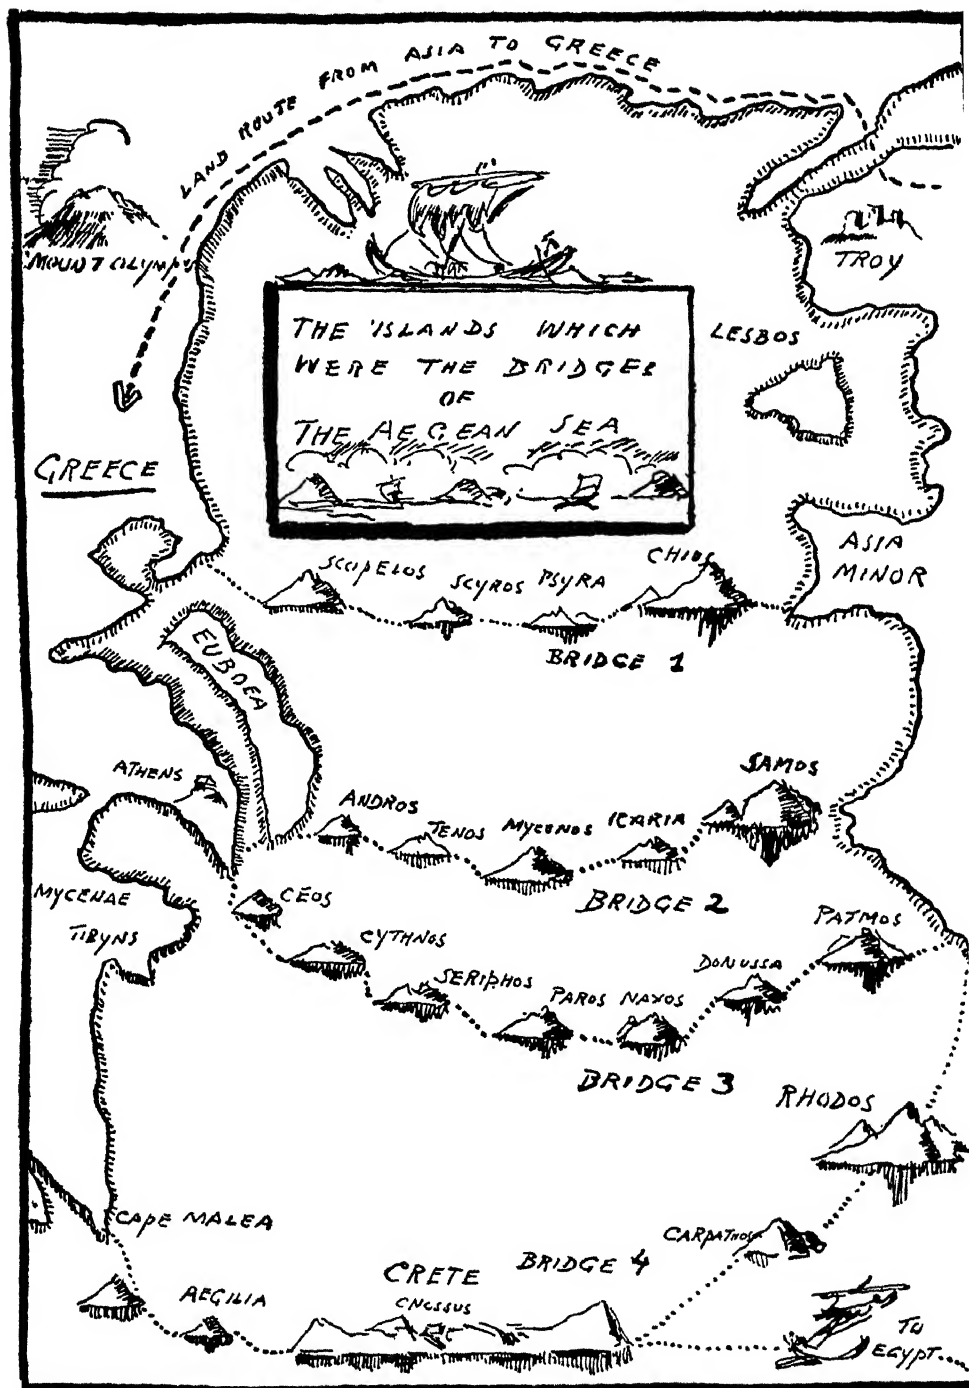 LAND ROUTE FROM ASIA TO GREECE
MOUNT OLYMPUS
TROY
THE ISLANDS WHICH
WERE THE BRIDGES
OF
THE AEGEAN SEA
LESBOS
GREECE
ASIA
MINOR
SCOPELOS
SCYROS
PSYRA
CHIOS
BRIDGE 1
EUBOEA
ATHENS
ANDROS
TENOS
MYCONOS
ICARIA
SAMOS
BRIDGE 2
MYCENAE
TIRYNS
CEOS
CYTHNOS
SERIPHOS
PAROS
NAXOS
DONUSSA
PATMOS
BRIDGE 3
RHODOS
CAPE MALEA
AEGILIA
CRETE
CNOSSUS
BRIDGE 4
CARPATHOS
TO
EGYPT